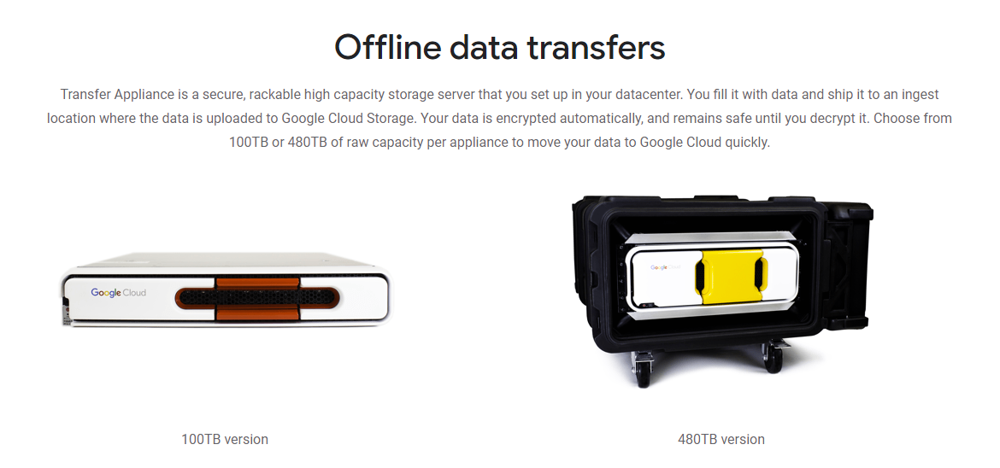 Offline data transfers
Transfer Appliance is a secure, rackable high capacity storage server that you set up in your datacenter. You fill it with data and ship it to an ingest
location where the data is uploaded to Google Cloud Storage. Your data is encrypted automatically, and remains safe until you decrypt it. Choose from
100TB or 480TB of raw capacity per appliance to move your data to Google Cloud quickly.
Google Cloud
Google Cloud
100TB version
480TB version